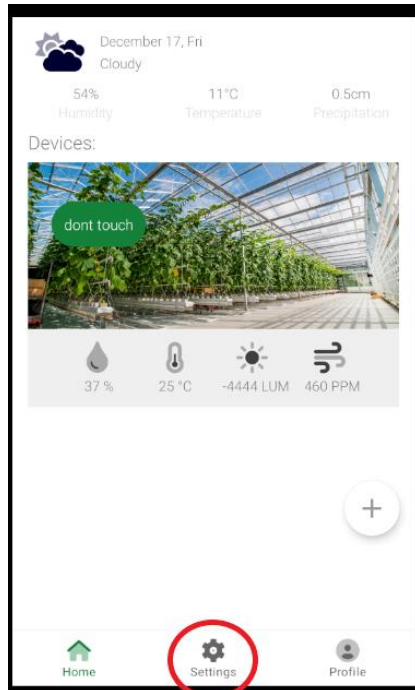 December 17, Fri
Cloudy
54% 11°C 0.5cm
Humidity Temperature Precipitation
Devices:
dont touch
37 % 25 °C -4444 LUM 460 PPM
+
Home Settings Profile